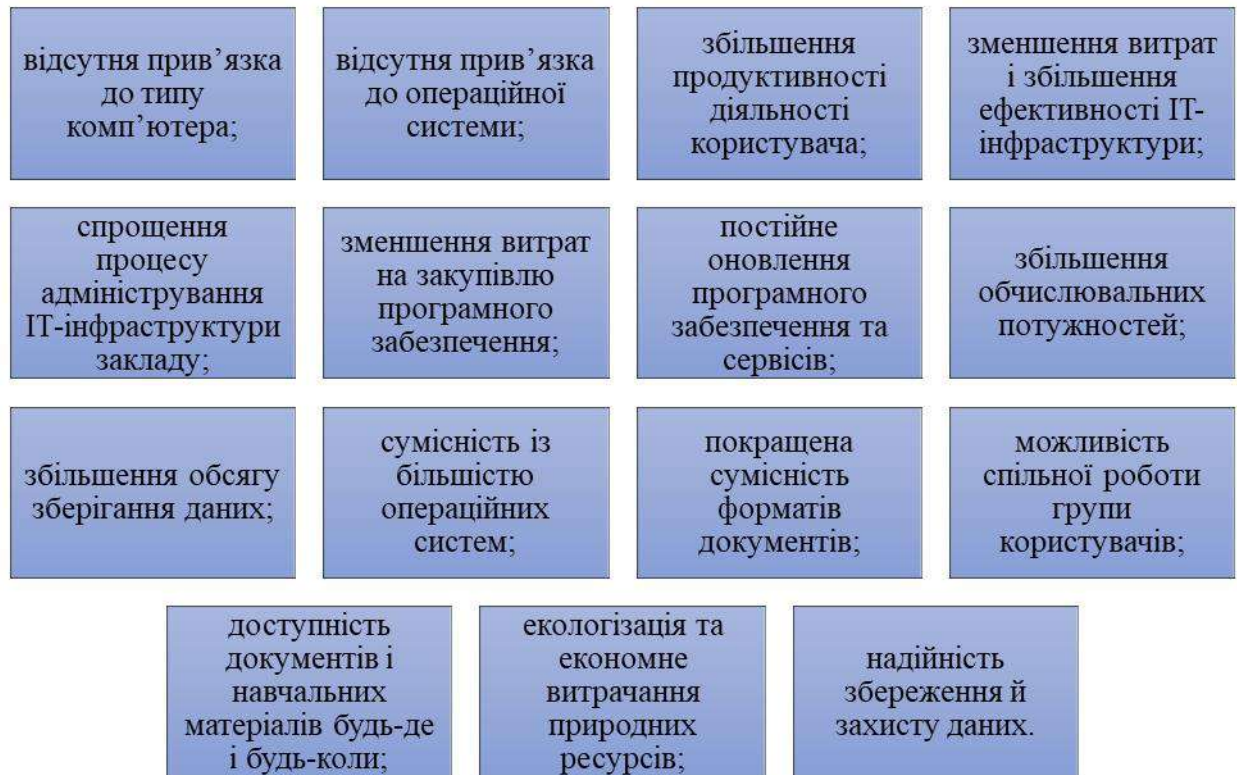 відсутня прив’язка
до типу
комп’ютера;
відсутня прив’язка
до операційної
системи;
збільшення
продуктивності
діяльності
користувача;
зменшення витрат
і збільшення
ефективності ІТ-
інфраструктури;
спрощення
процесу
адміністрування
ІТ-інфраструктури
закладу;
зменшення витрат
на закупівлю
програмного
забезпечення;
постійне
оновлення
програмного
забезпечення та
сервісів;
збільшення
обчислювальних
потужностей;
збільшення обсягу
зберігання даних;
сумісність із
більшістю
операційних
систем;
покращена
сумісність
форматів
документів;
можливість
спільної роботи
групи
користувачів;
доступність
документів і
навчальних
матеріалів будь-де
і будь-коли;
екологізація та
економне
витрачання
природних
ресурсів;
надійність
збереження й
захисту даних.